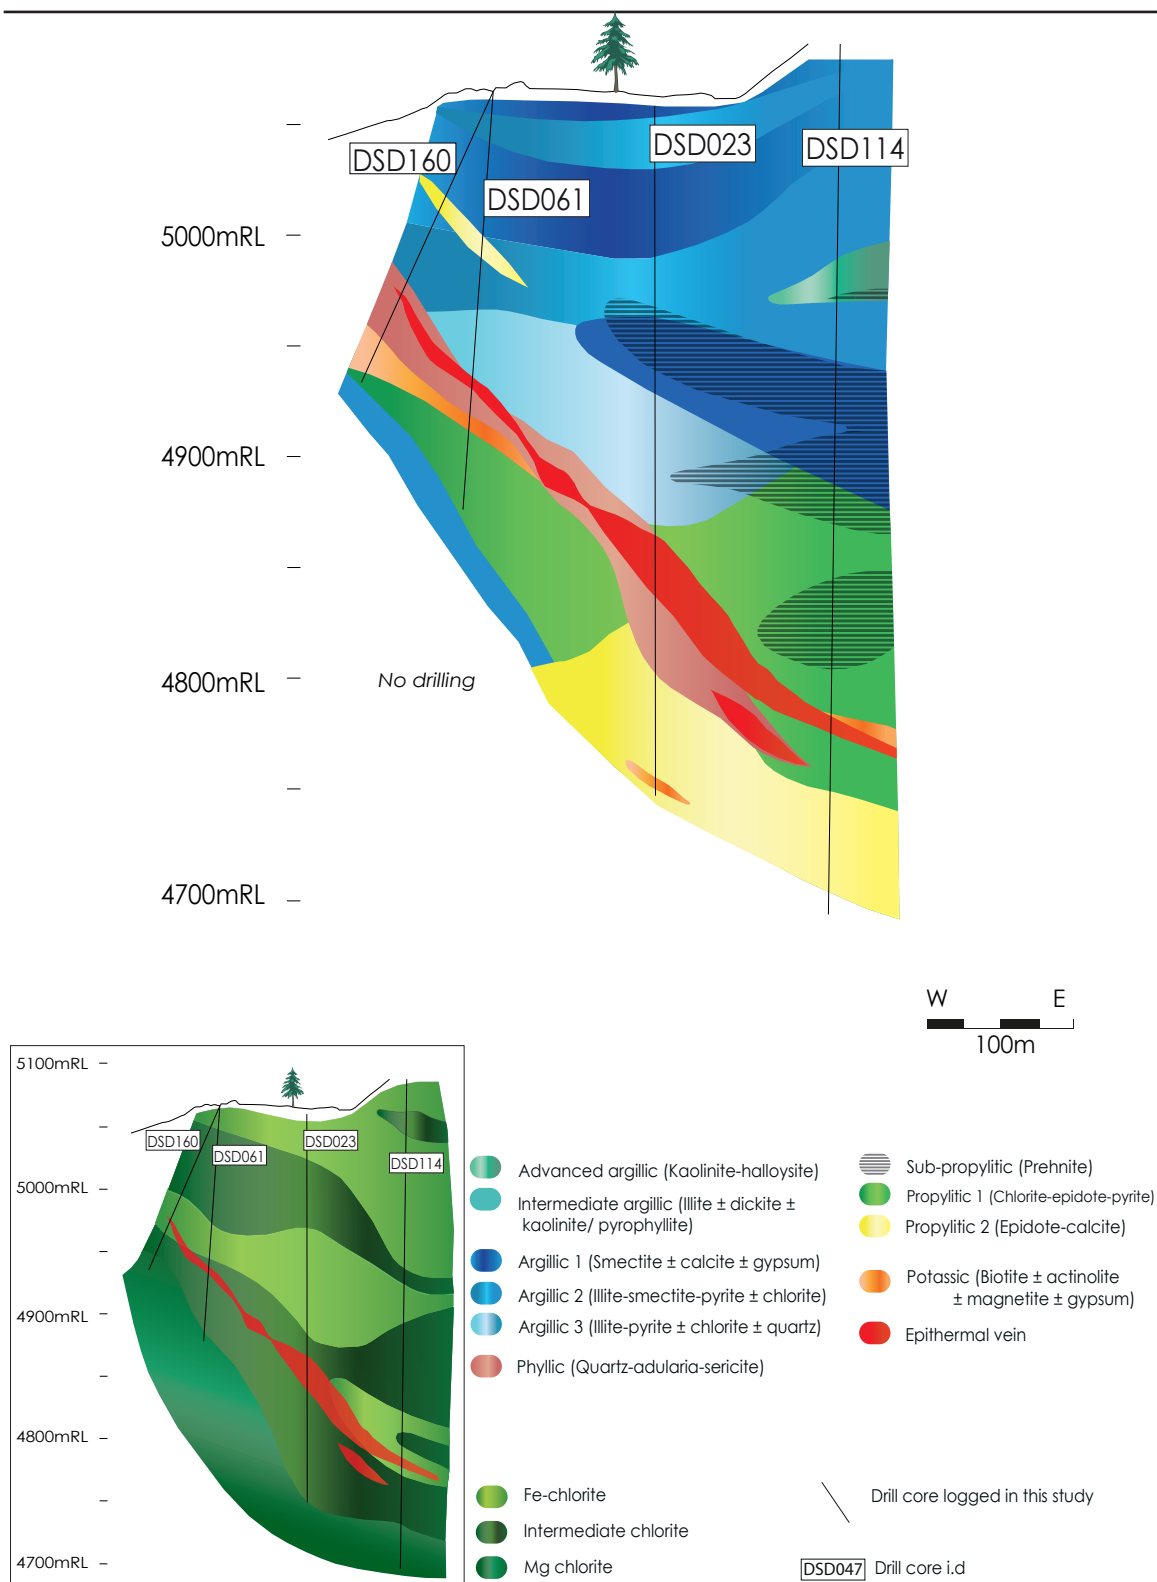 DSD160
DSD061
DSD023
DSD114
5000mRL
4900mRL
4800mRL
4700mRL
No drilling
W E
100m
5100mRL
5000mRL
4900mRL
4800mRL
4700mRL
DSD160
DSD061
DSD023
DSD114
Advanced argillic (Kaolinite-halloysite)
Intermediate argillic (Illite ± dickite ±
kaolinite/ pyrophyllite)
Argillic 1 (Smectite ± calcite ± gypsum)
Argillic 2 (Illite-smectite-pyrite ± chlorite)
Argillic 3 (Illite-pyrite ± chlorite ± quartz)
Phyllic (Quartz-adularia-sericite)
Sub-propylitic (Prehnite)
Propylitic 1 (Chlorite-epidote-pyrite)
Propylitic 2 (Epidote-calcite)
Potassic (Biotite ± actinolite
± magnetite ± gypsum)
Epithermal vein
Fe-chlorite
Intermediate chlorite
Mg chlorite
Drill core logged in this study
DSD047 Drill core i.d